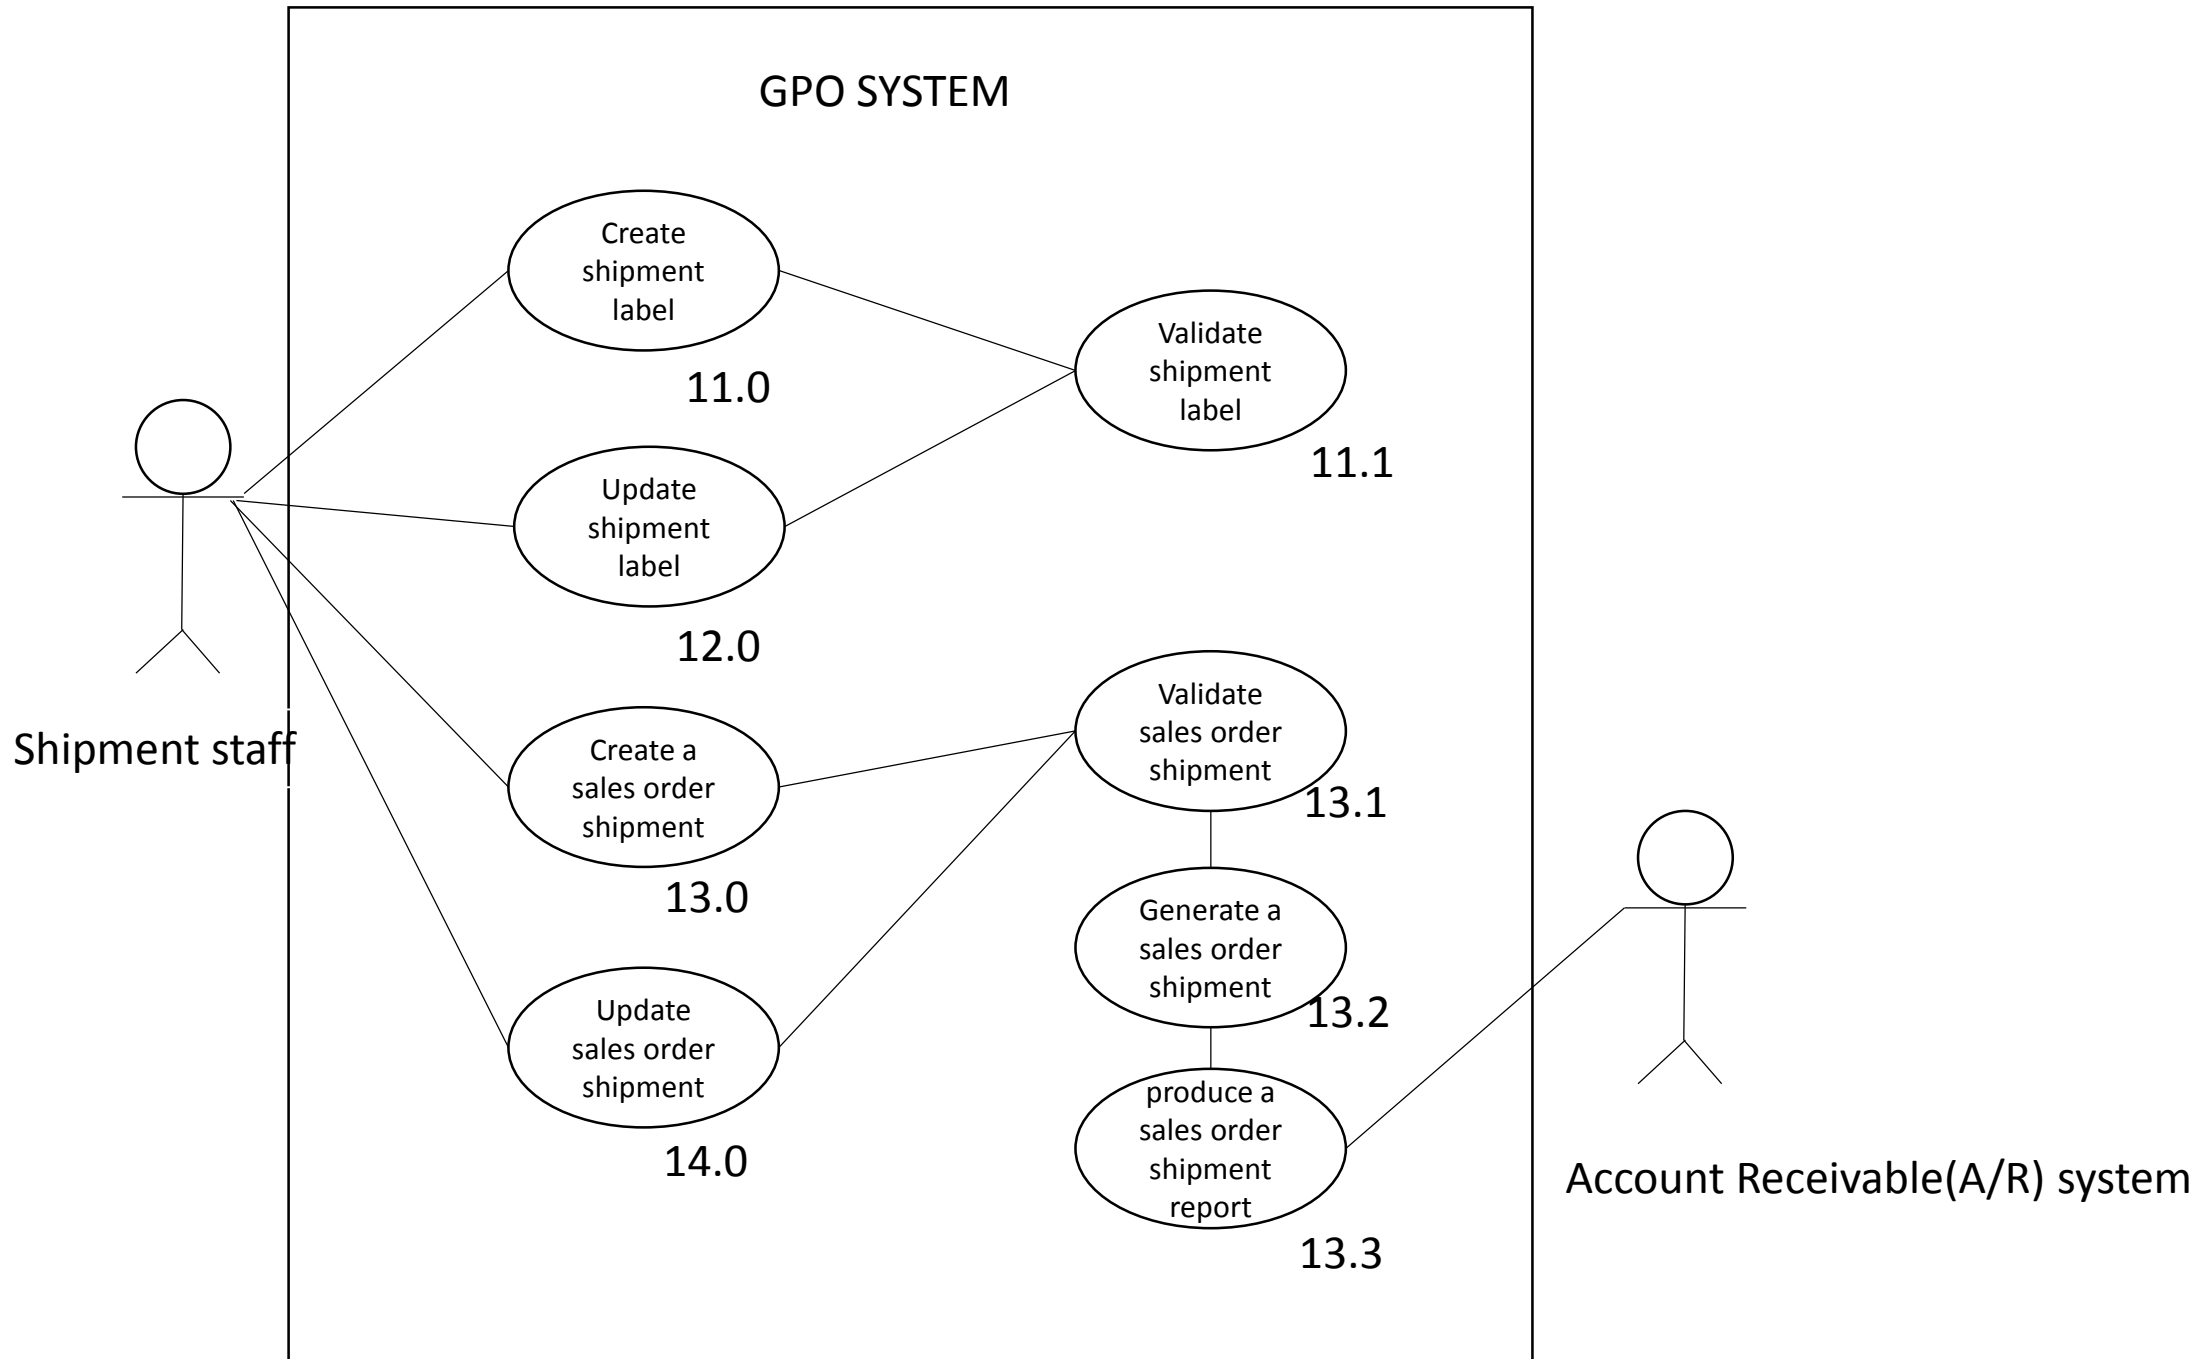 GPO SYSTEM
Create
shipment
label
11.0
Validate
shipment
label
11.1
Update
shipment
label
12.0
Shipment staff
Create a
sales order
shipment
13.0
Validate
sales order
shipment
13.1
Generate a
sales order
shipment
13.2
Update
sales order
shipment
14.0
produce a
sales order
shipment
report
13.3
Account Receivable(A/R) system